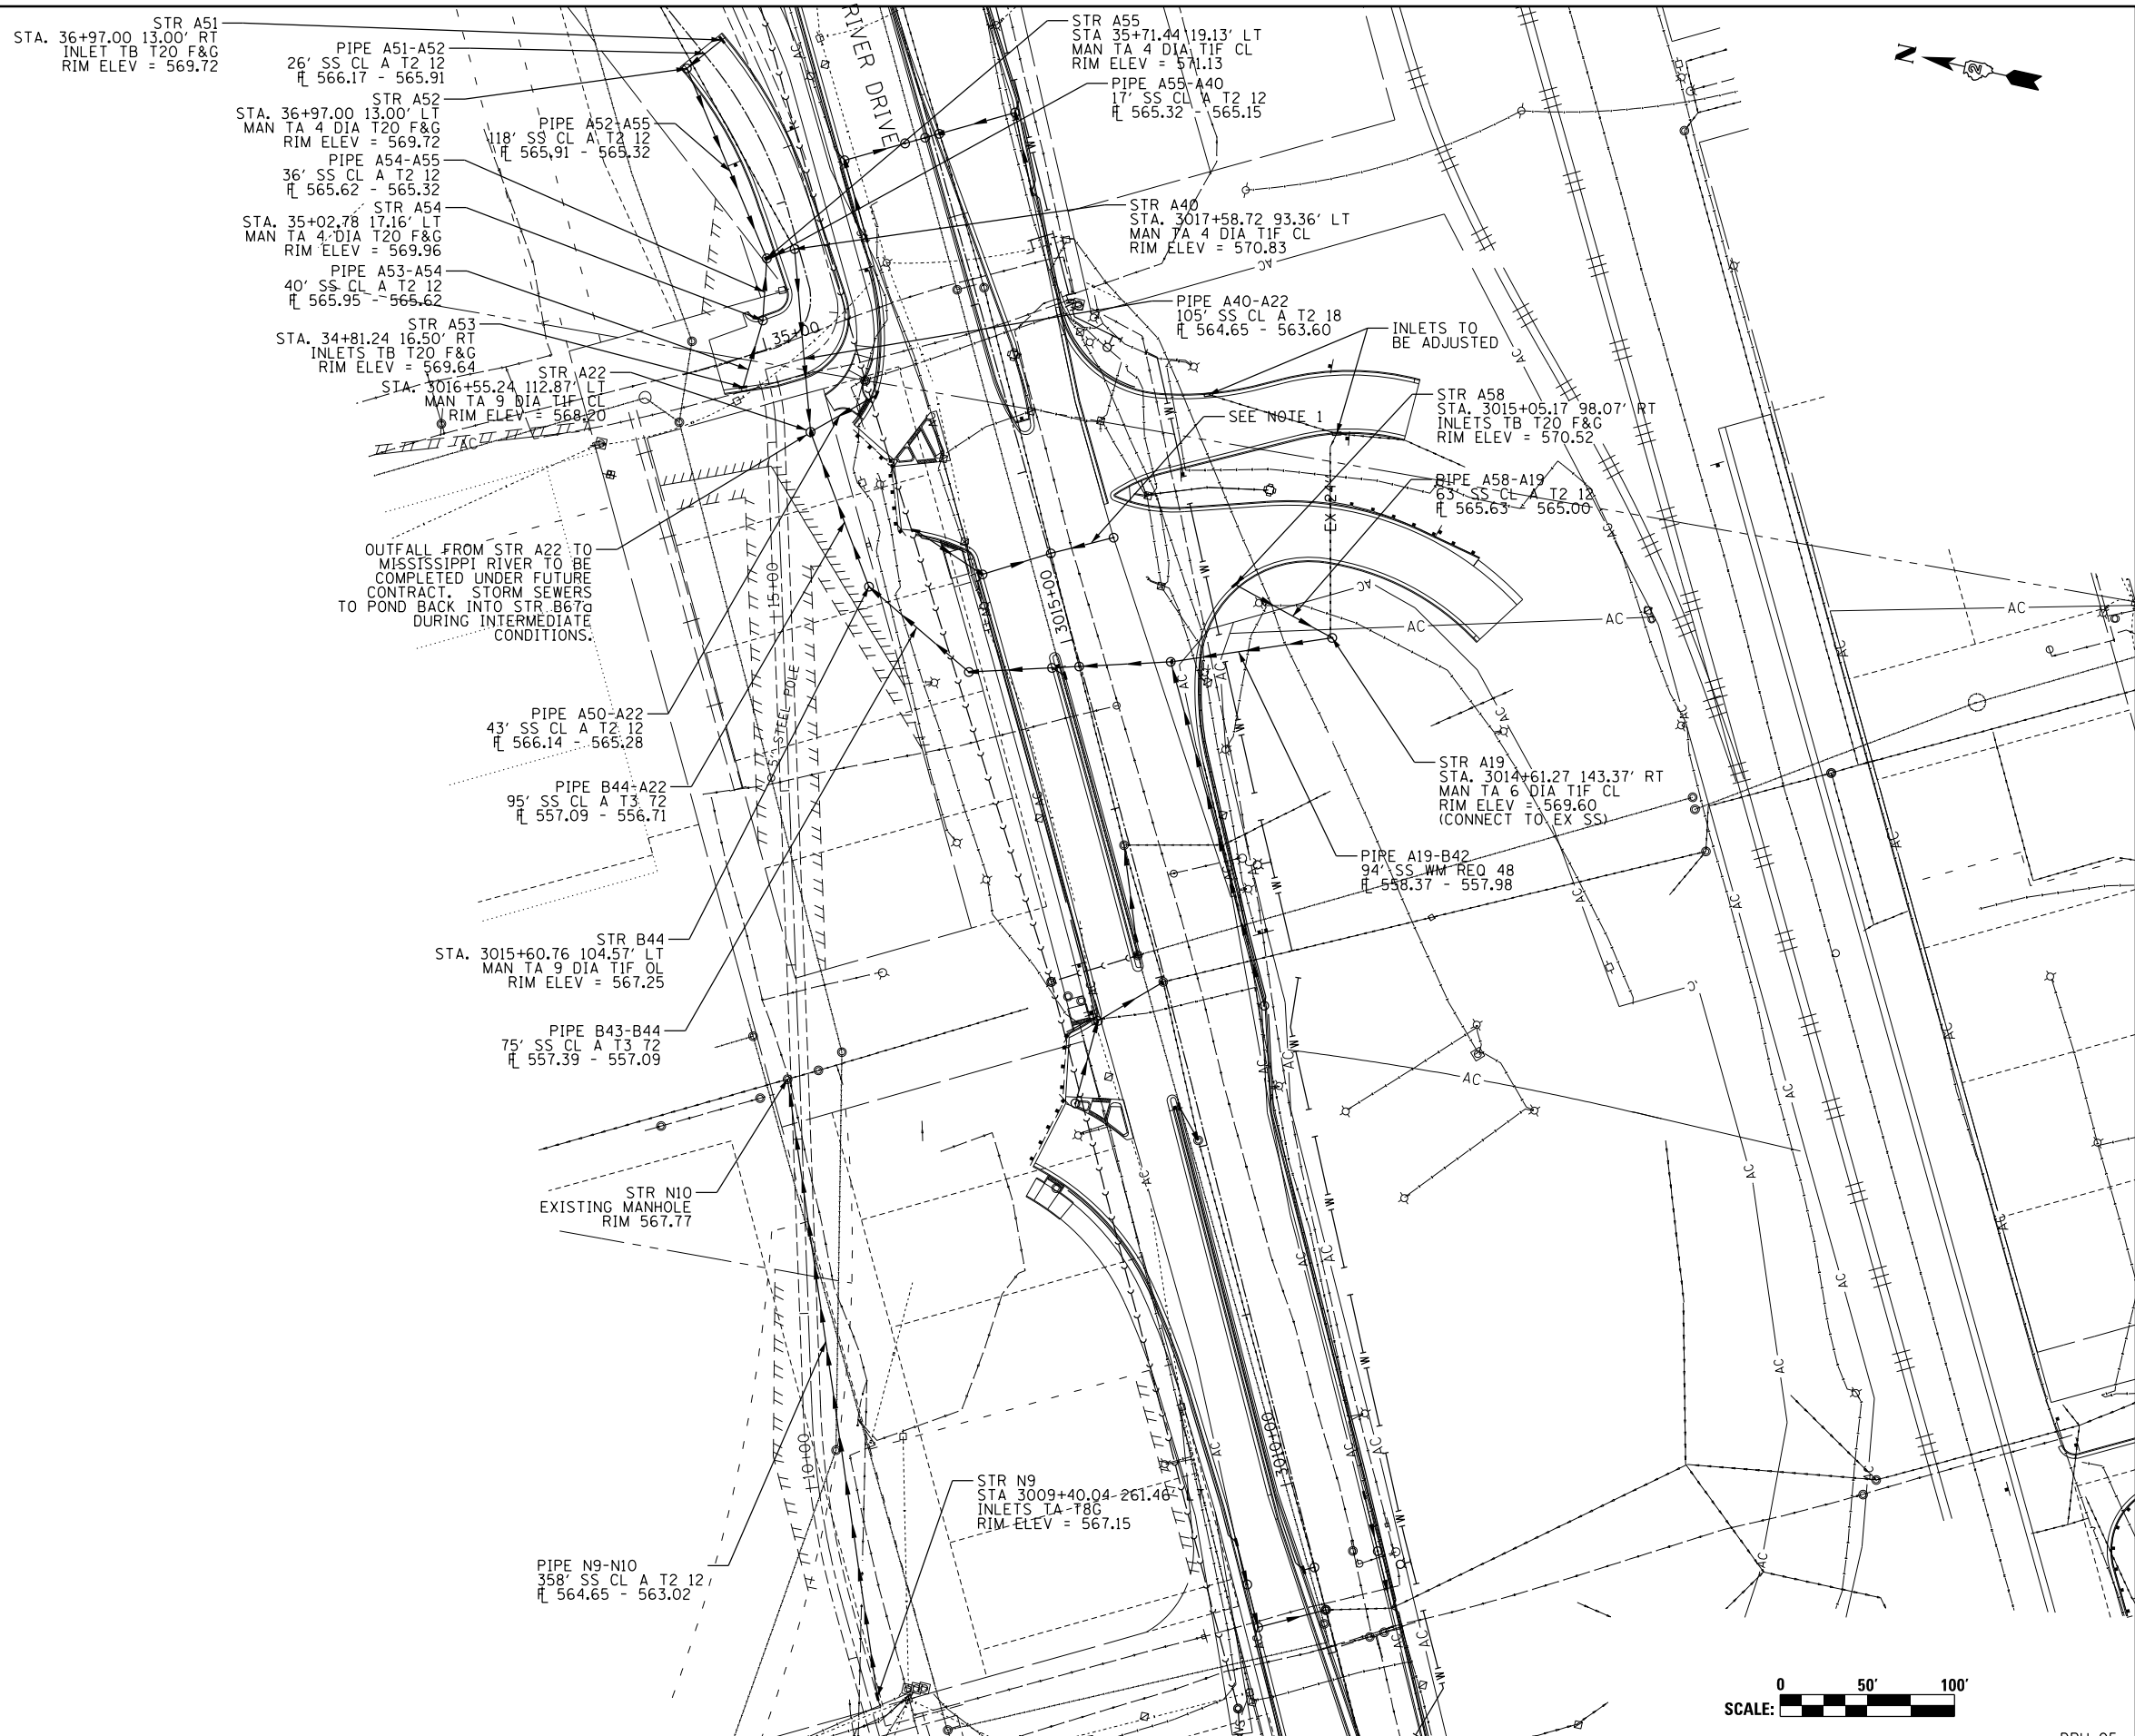 STR A51
STA. 36+97.00 13.00' RT
INLET TB T20 F&G
RIM ELEV = 569.72
PIPE A51-A52
26' SS CL A T2 12
FL 566.17 - 565.91
STR A52
STA. 36+97.00 13.00' LT
MAN TA 4 DIA T20 F&G
RIM ELEV = 569.72
PIPE A52-A55
118' SS CL A T2 12
FL 565.91 - 565.32
PIPE A54-A55
36' SS CL A T2 12
FL 565.62 - 565.32
STR A54
STA. 35+02.78 17.16' LT
MAN TA 4 DIA T20 F&G
RIM ELEV = 569.96
PIPE A53-A54
40' SS CL A T2 12
FL 565.95 - 565.62
STR A53
STA. 34+81.24 16.50' RT
INLETS TB T20 F&G
RIM ELEV = 569.64
STR A22
STA. 3016+55.24 112.87' LT
MAN TA 9 DIA T1F CL
RIM ELEV = 568.20
RIVER DRIVE
STR A55
STA 35+71.44 19.13' LT
MAN TA 4 DIA T1F CL
RIM ELEV = 571.13
PIPE A55-A40
17' SS CL A T2 12
FL 565.32 - 565.15
STR A40
STA. 3017+58.72 93.36' LT
MAN TA 4 DIA T1F CL
RIM ELEV = 570.83
PIPE A40-A22
105' SS CL A T2 18
FL 564.65 - 563.60
INLETS TO
BE ADJUSTED
SEE NOTE 1
STR A58
STA. 3015+05.17 98.07' RT
INLETS TB T20 F&G
RIM ELEV = 570.52
PIPE A58-A19
63' SS CL A T2 12
FL 565.63 - 565.00
EX 24"
35+00
15+00
3015+00
OUTFALL FROM STR A22 TO
MISSISSIPPI RIVER TO BE
COMPLETED UNDER FUTURE
CONTRACT. STORM SEWERS
TO POND BACK INTO STR B67a
DURING INTERMEDIATE
CONDITIONS.
PIPE A50-A22
43' SS CL A T2 12
FL 566.14 - 565.28
PIPE B44-A22
95' SS CL A T3 72
FL 557.09 - 556.71
STEEL POLE
STR A19
STA. 3014+61.27 143.37' RT
MAN TA 6 DIA T1F CL
RIM ELEV = 569.60
(CONNECT TO EX SS)
PIPE A19-B42
94' SS WM REQ 48
FL 558.37 - 557.98
STR B44
STA. 3015+60.76 104.57' LT
MAN TA 9 DIA T1F OL
RIM ELEV = 567.25
PIPE B43-B44
75' SS CL A T3 72
FL 557.39 - 557.09
STR N10
EXISTING MANHOLE
RIM 567.77
10+00
3010+00
STR N9
STA 3009+40.04 261.46 LT
INLETS TA T8G
RIM ELEV = 567.15
PIPE N9-N10
358' SS CL A T2 12
FL 564.65 - 563.02
N
AC
AC
AC
AC
AC
AC
W
W
W
SCALE: 0 50' 100'